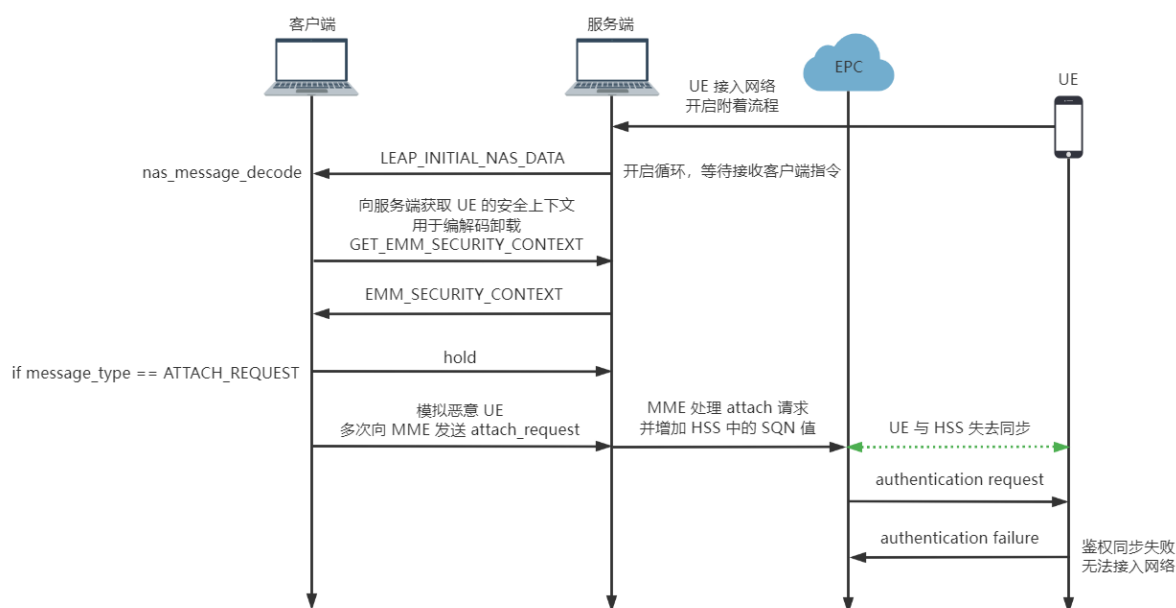 客户端
服务端
EPC
UE
UE 接入网络
开启附着流程
LEAP_INITIAL_NAS_DATA
nas_message_decode
开启循环，等待接收客户端指令
向服务端获取 UE 的安全上下文
用于编解码卸载
GET_EMM_SECURITY_CONTEXT
EMM_SECURITY_CONTEXT
hold
if message_type == ATTACH_REQUEST
模拟恶意 UE
多次向 MME 发送 attach_request
MME 处理 attach 请求
并增加 HSS 中的 SQN 值
UE 与 HSS 失去同步
authentication request
authentication failure
鉴权同步失败
无法接入网络